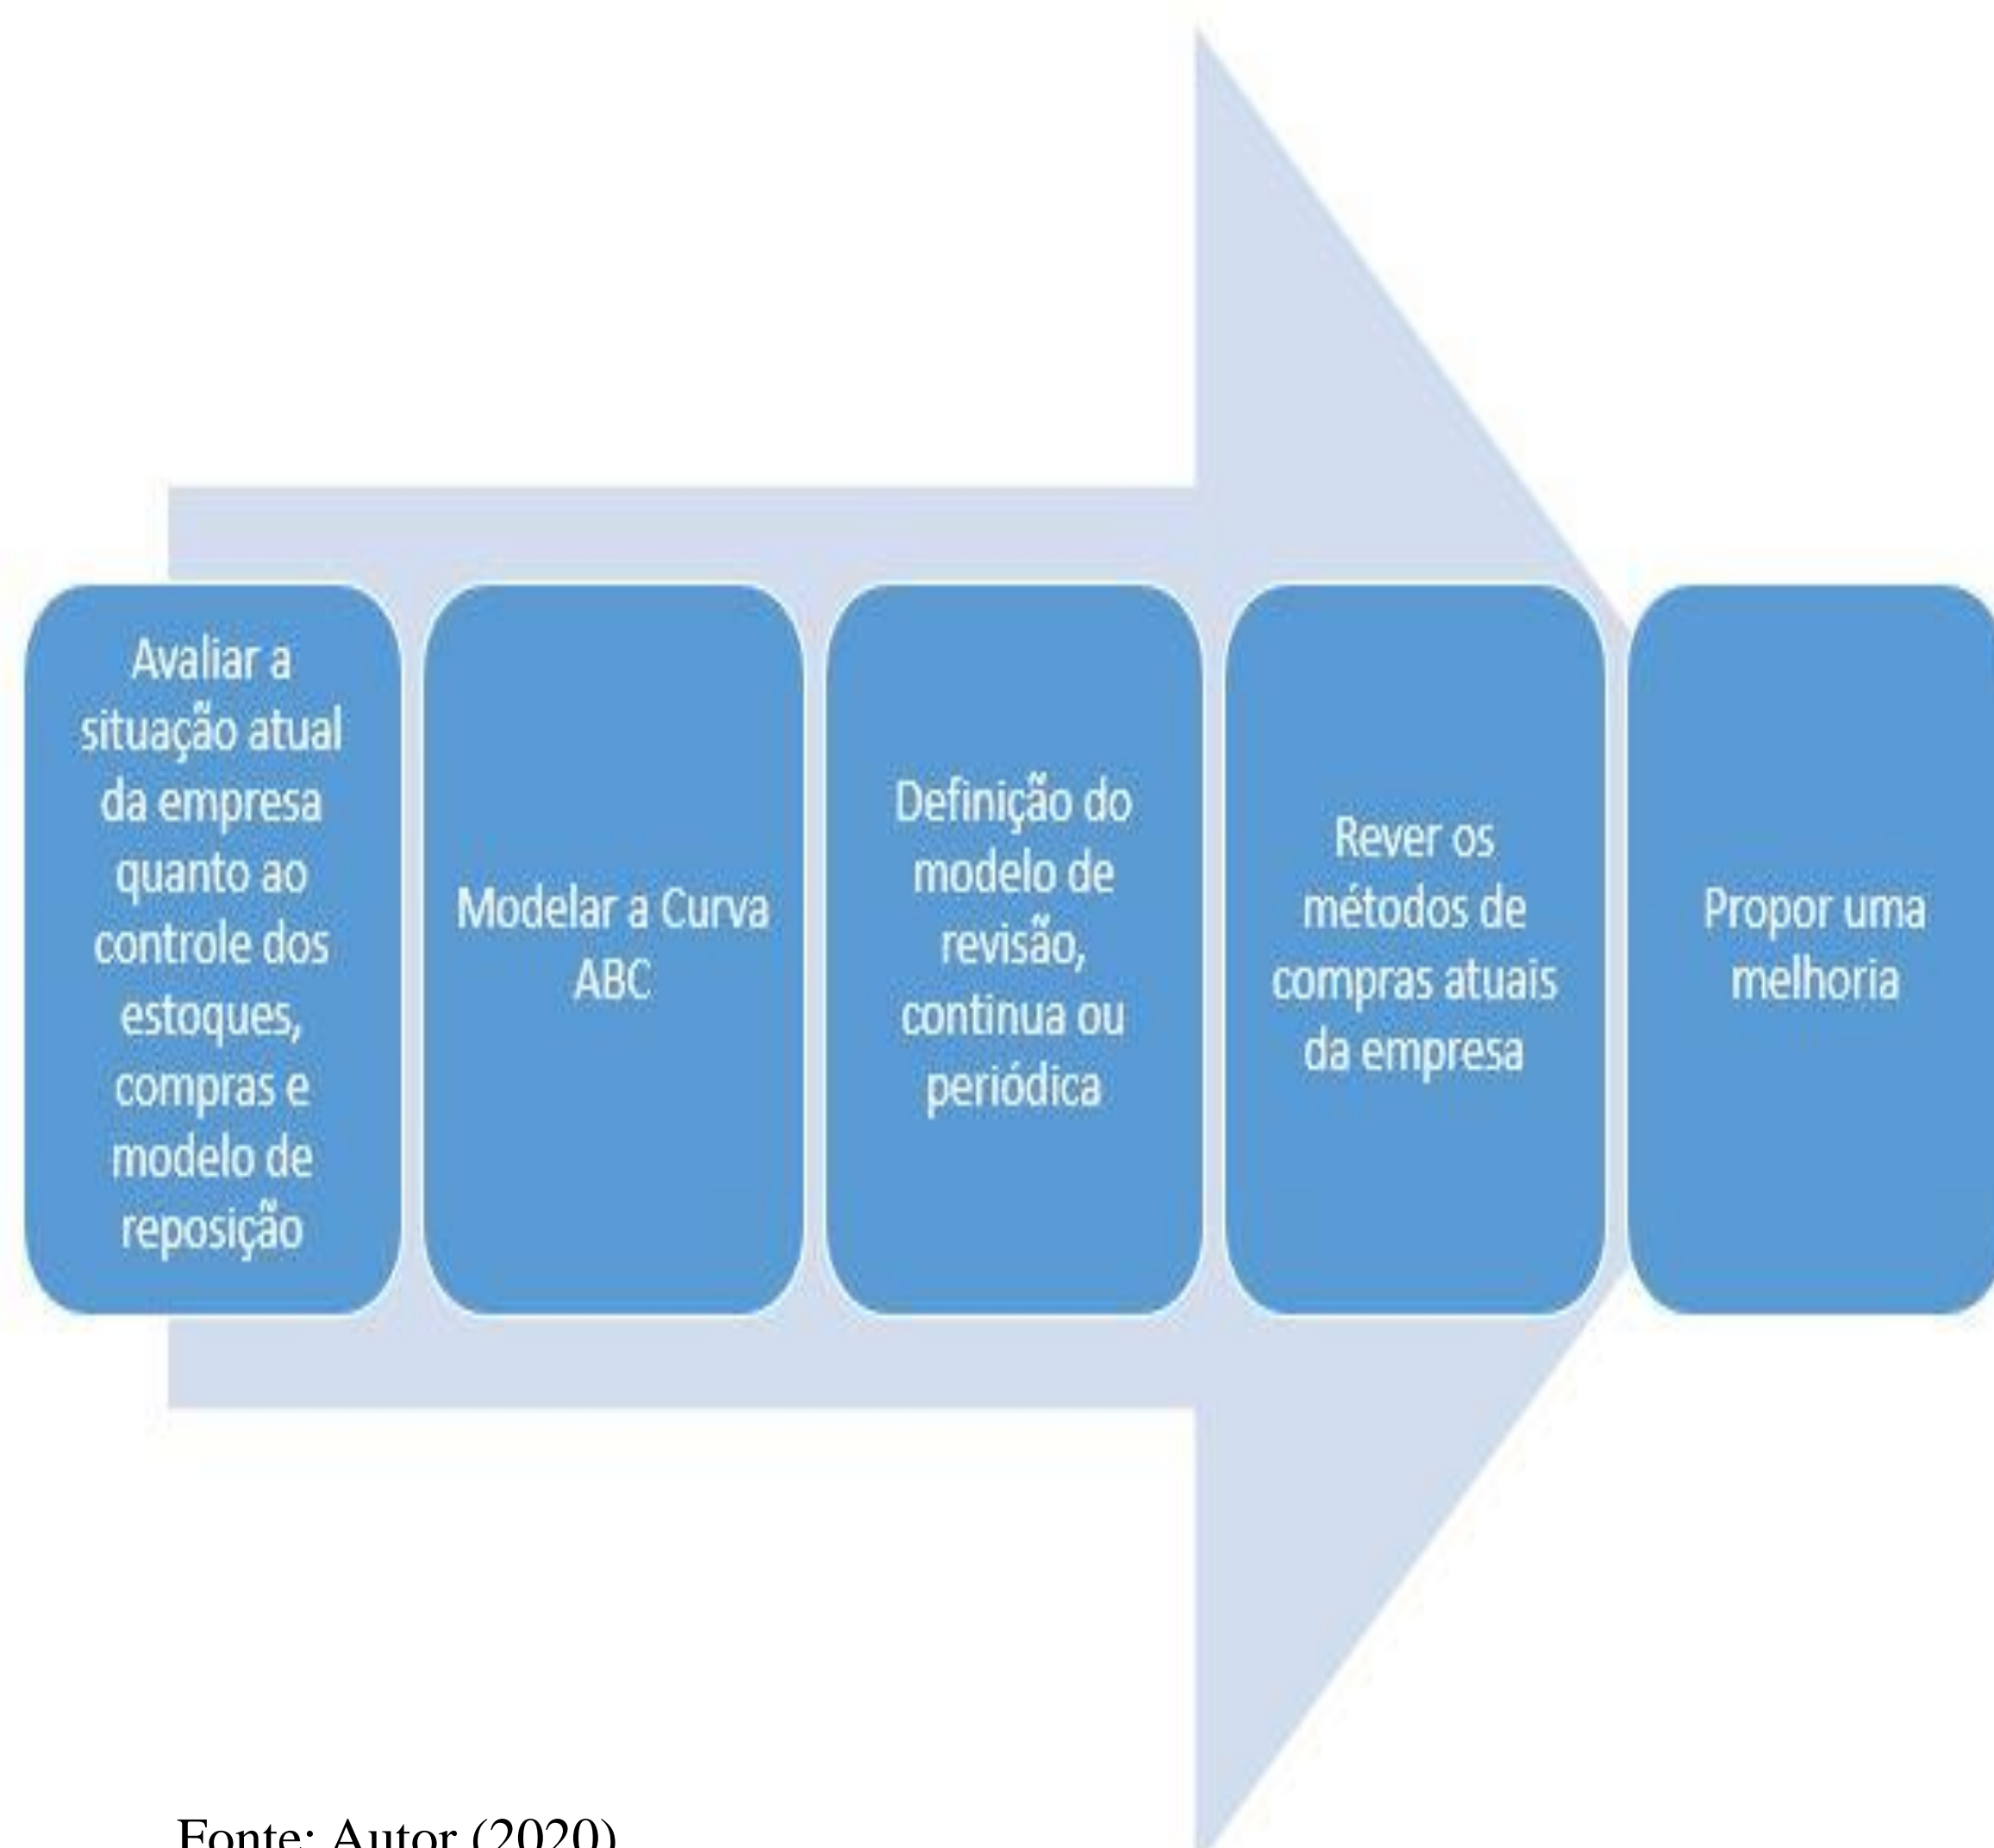 Avaliar a
situação atual
da empresa
quanto ao
controle dos
estoques,
compras e
modelo de
reposição
Modelar a Curva
ABC
Definição do
modelo de
revisão,
continua ou
periódica
Rever os
métodos de
compras atuais
da empresa
Propor uma
melhoria
Fonte: Autor (2020)